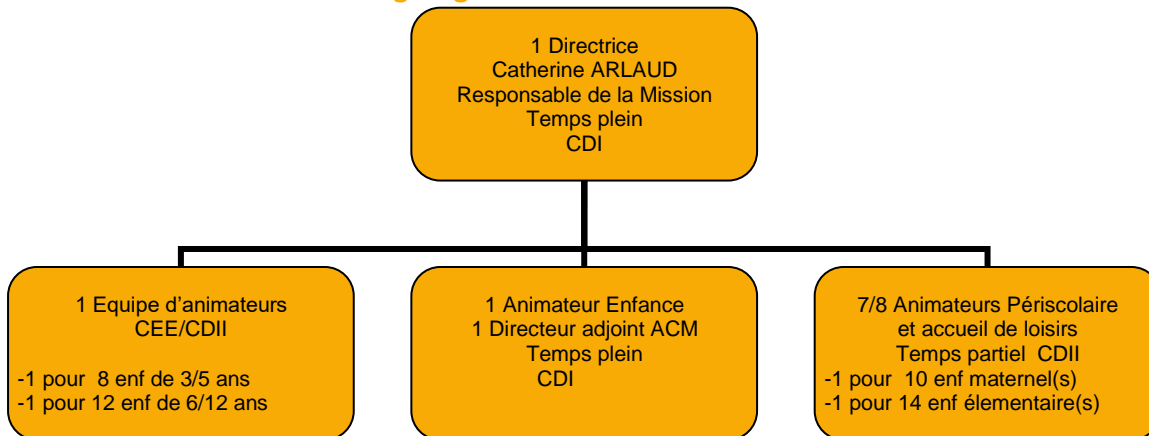 1 Directrice
Catherine ARLAUD
Responsable de la Mission
Temps plein
CDI
1 Equipe d'animateurs
CEE/CDII
-1 pour 8 enf de 3/5 ans
-1 pour 12 enf de 6/12 ans
1 Animateur Enfance
1 Directeur adjoint ACM
Temps plein
CDI
7/8 Animateurs Périscolaire
et accueil de loisirs
Temps partiel CDII
-1 pour 10 enf maternel(s)
-1 pour 14 enf élementaire(s)